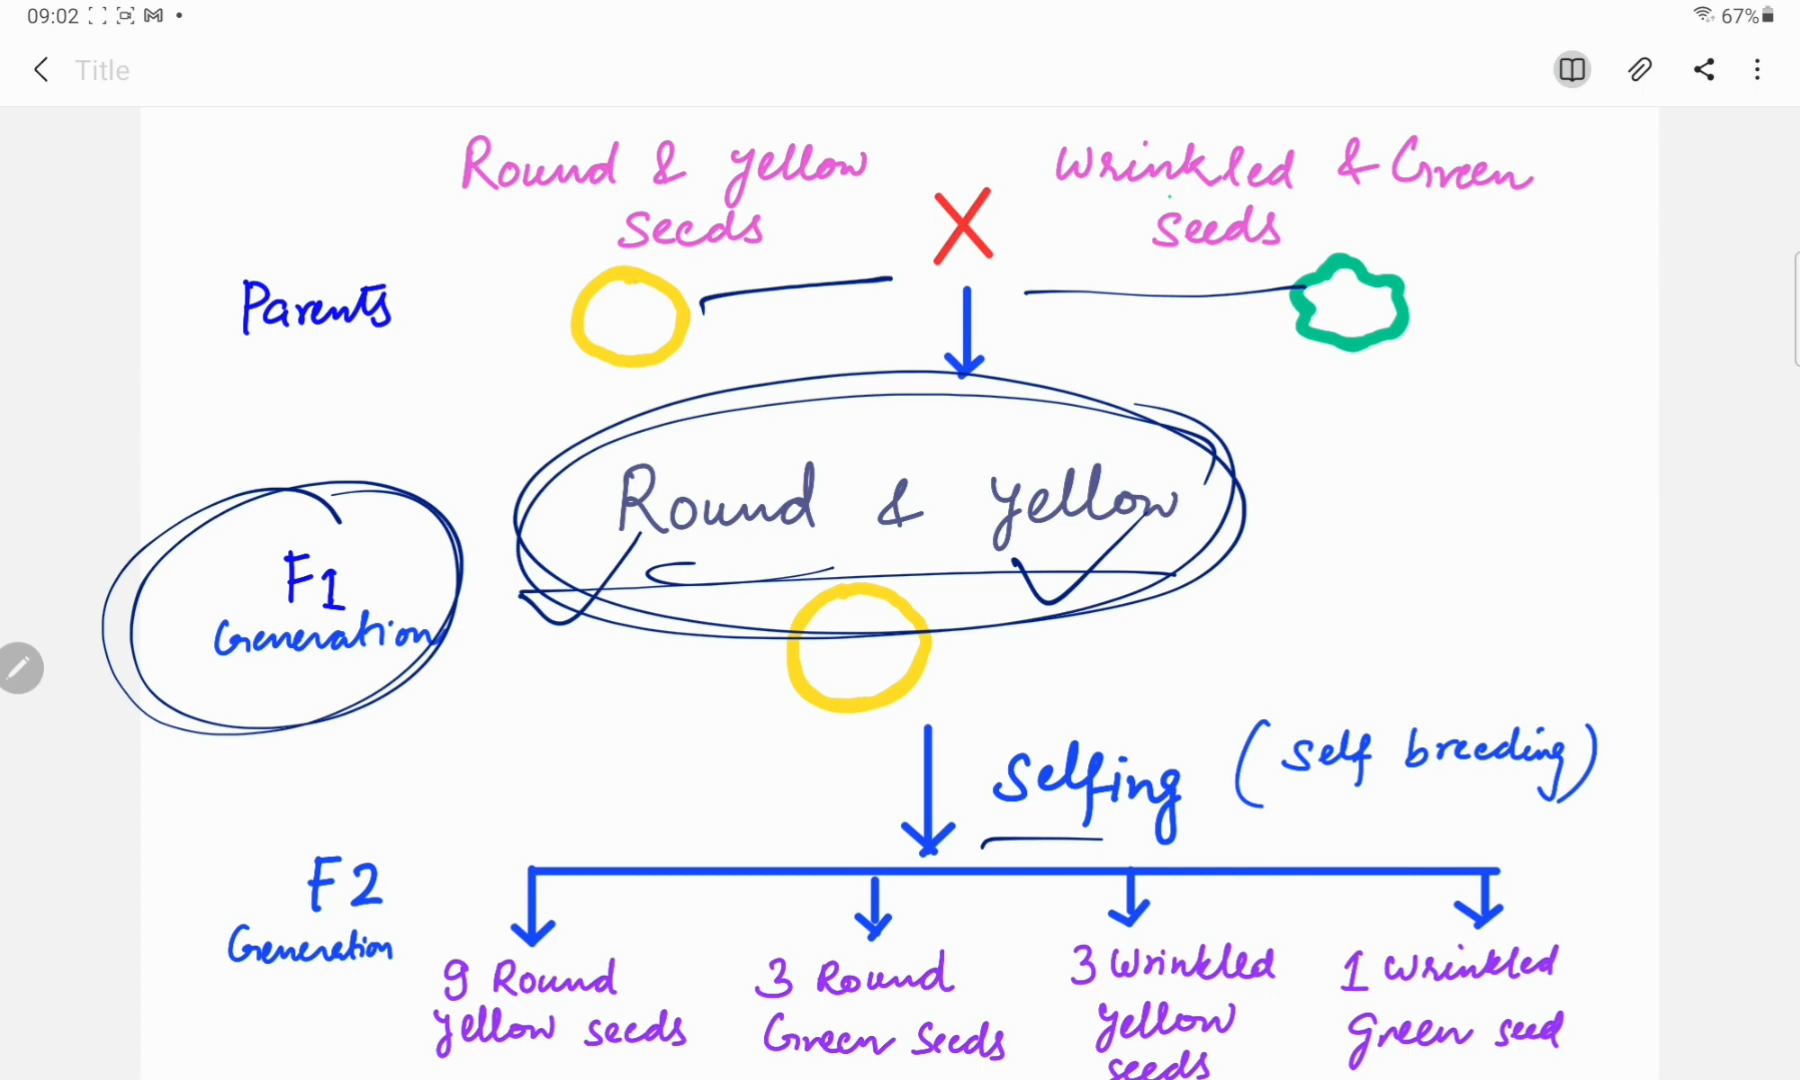 09:02
67%
Title
Round & yellow
seeds
X
Wrinkled & Green
seeds
Parents
Round & yellow
F1
Generation
Selfing (self breeding)
F2
Generation
9 Round
yellow seeds
3 Round
Green seeds
3 wrinkled
yellow
seeds
1 wrinkled
green seed